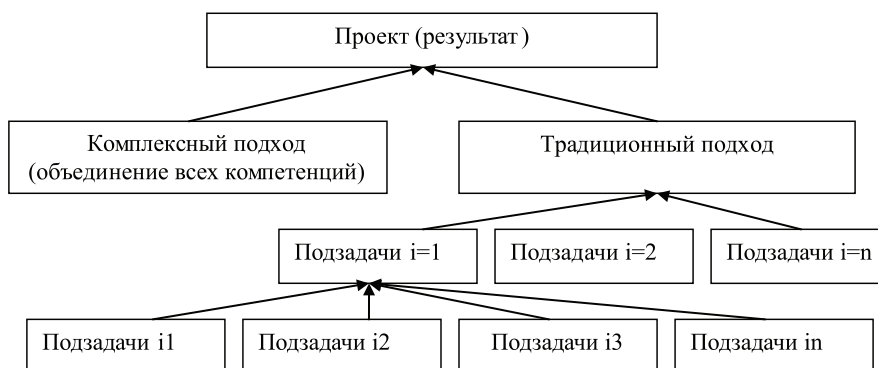 Проект (результат)
Комплексный подход
(объединение всех компетенций)
Традиционный подход
Подзадачи i=1
Подзадачи i=2
Подзадачи i=n
Подзадачи i1
Подзадачи i2
Подзадачи i3
Подзадачи in